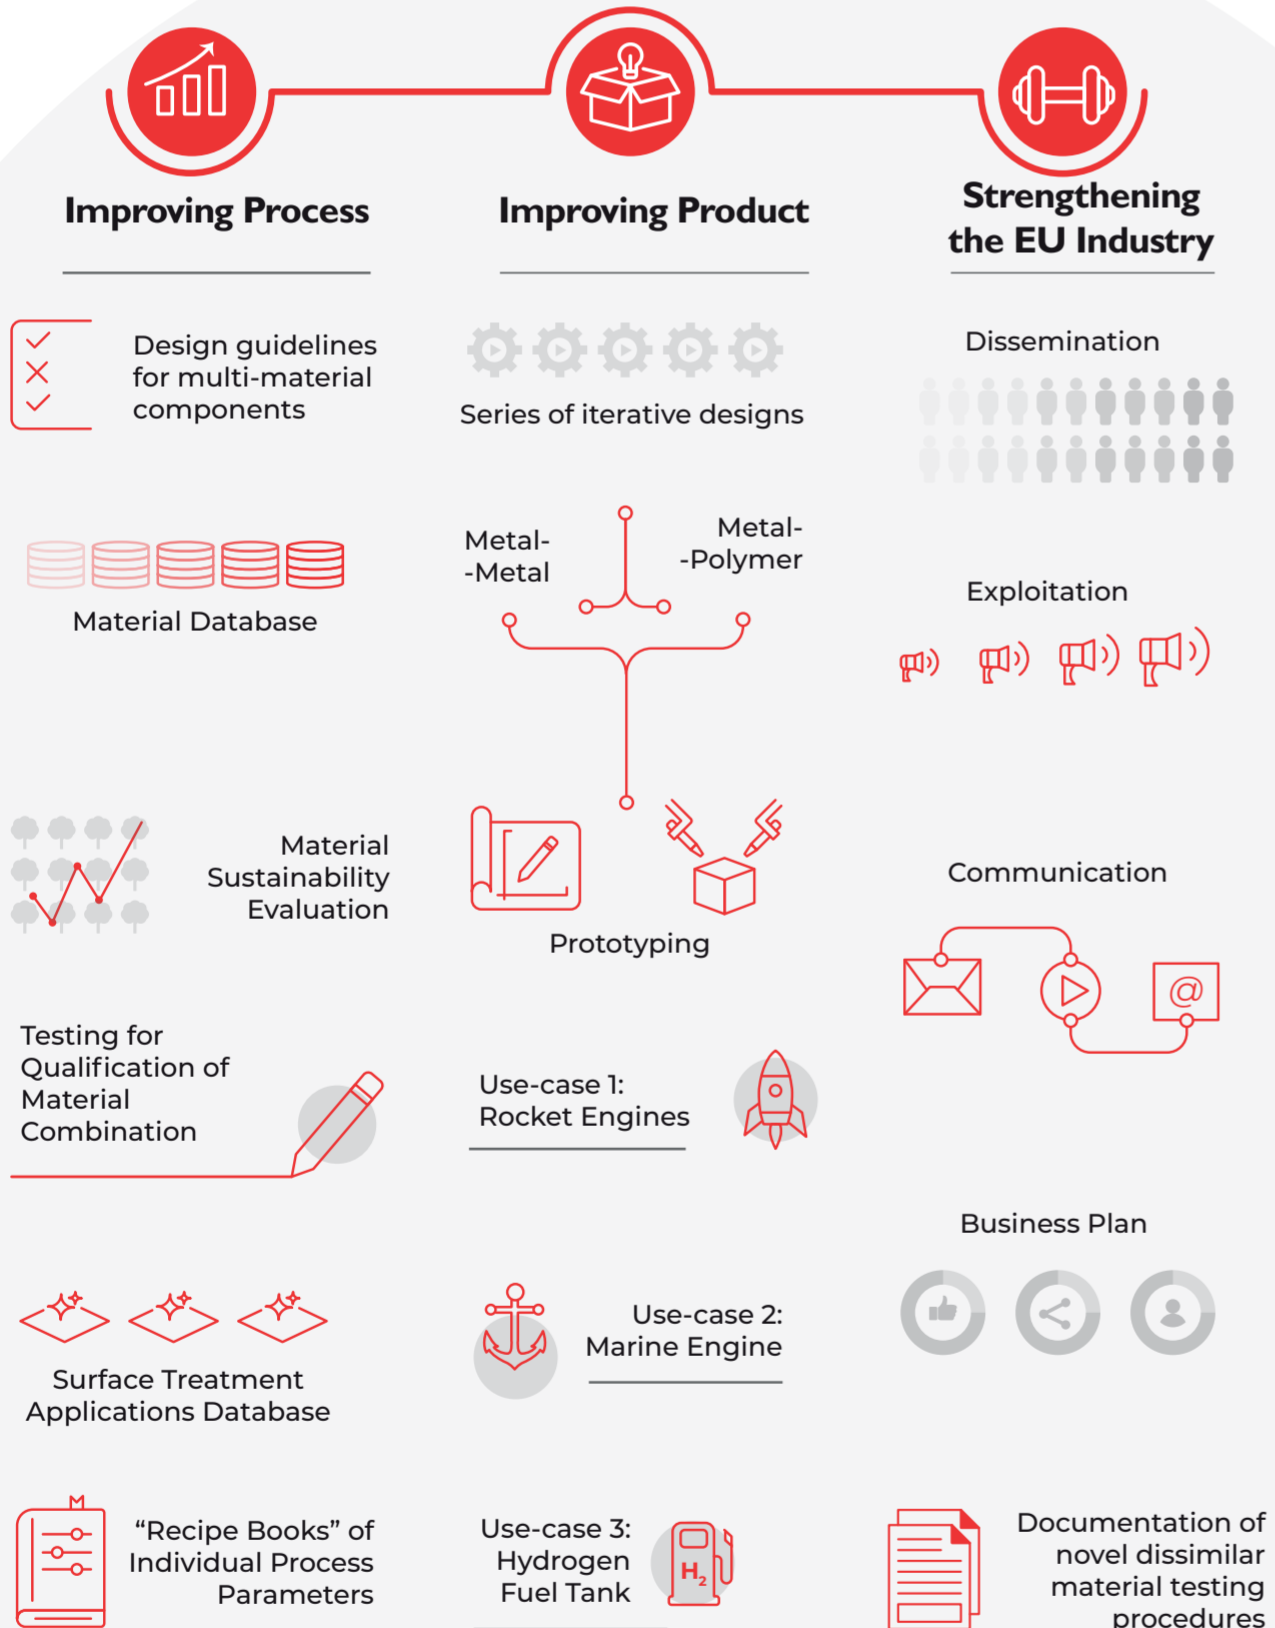 Improving Process
Design guidelines
for multi-material
components
Material Database
Material
Sustainability
Evaluation
Testing for
Qualification of
Material
Combination
Surface Treatment
Applications Database
“Recipe Books” of
Individual Process
Parameters
Improving Product
Series of iterative designs
Metal-
-Metal
Metal-
-Polymer
Prototyping
Use-case 1:
Rocket Engines
Use-case 2:
Marine Engine
Use-case 3:
Hydrogen
Fuel Tank
H₂
Strengthening
the EU Industry
Dissemination
Exploitation
Communication
@
Business Plan
Documentation of
novel dissimilar
material testing
procedures